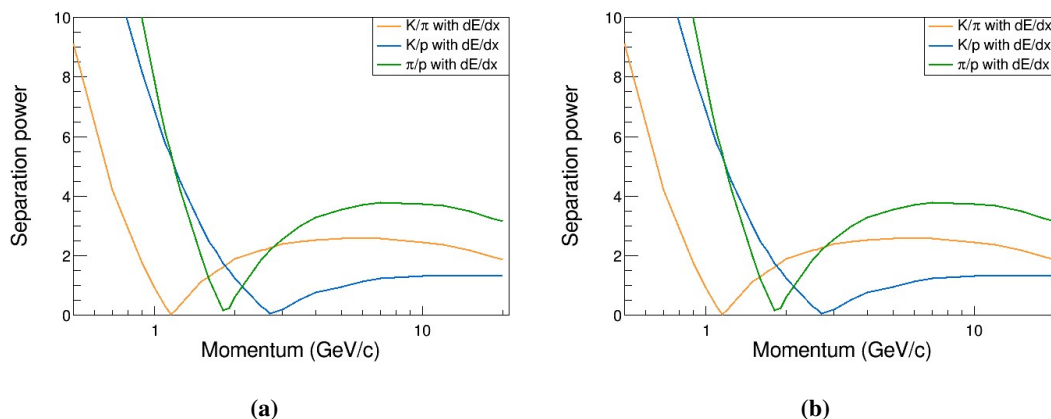 10
8
6
4
2
0
Separation power
K/π with dE/dx
K/p with dE/dx
π/p with dE/dx
1
10
Momentum (GeV/c)
(a)
10
8
6
4
2
0
Separation power
K/π with dE/dx
K/p with dE/dx
π/p with dE/dx
1
10
Momentum (GeV/c)
(b)